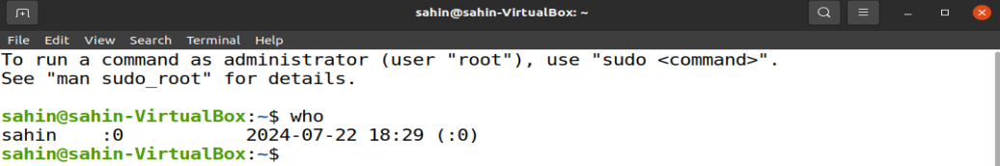 sahin@sahin-VirtualBox: ~
File Edit View Search Terminal Help
To run a command as administrator (user "root"), use "sudo <command>".
See "man sudo_root" for details.
sahin@sahin-VirtualBox:~$ who
sahin    :0           2024-07-22 18:29 (:0)
sahin@sahin-VirtualBox:~$